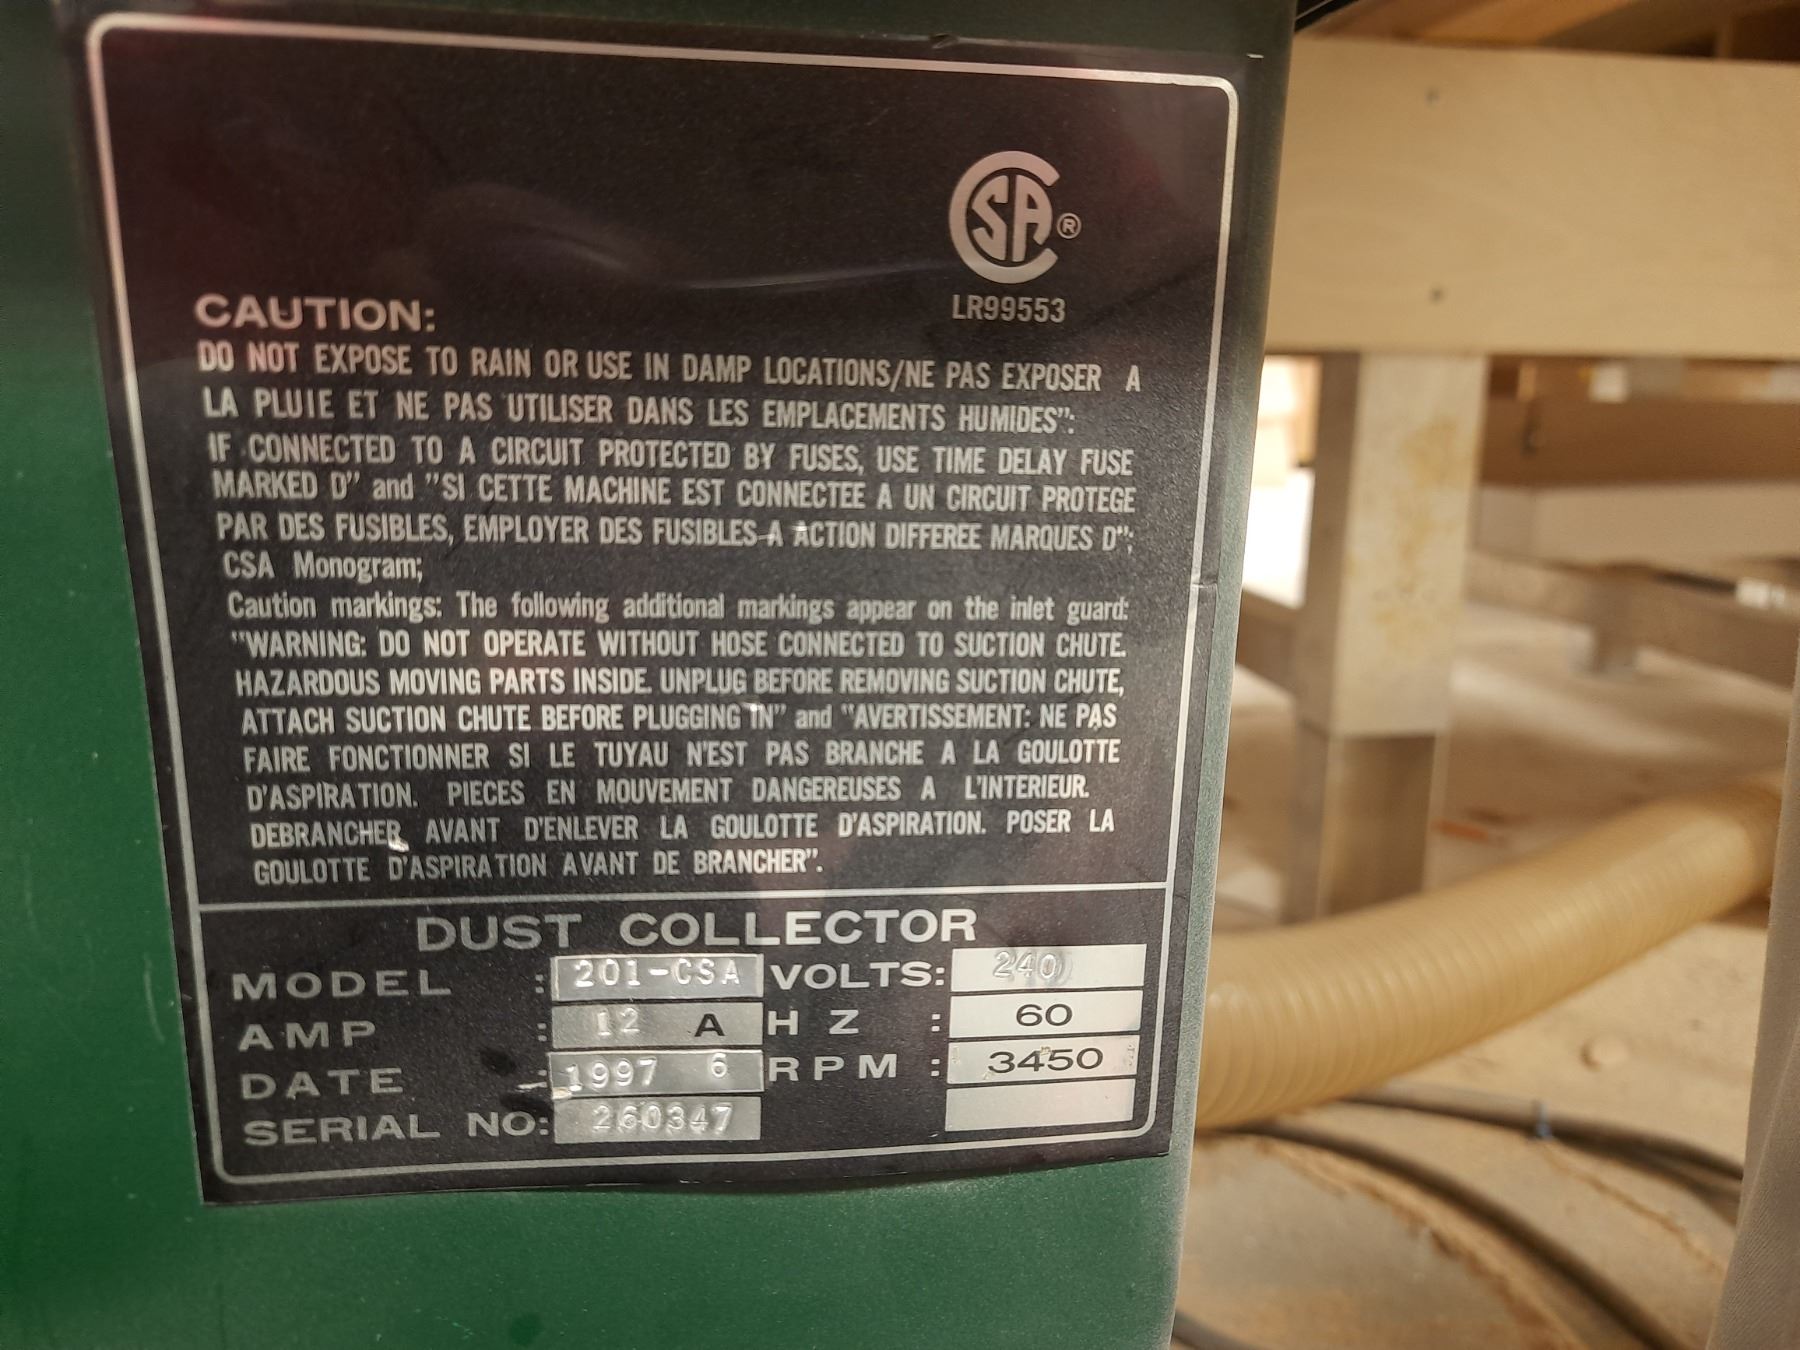 CSA®
LR99553
CAUTION:
DO NOT EXPOSE TO RAIN OR USE IN DAMP LOCATIONS/NE PAS EXPOSER A
LA PLUIE ET NE PAS UTILISER DANS LES EMPLACEMENTS HUMIDES":
IF CONNECTED TO A CIRCUIT PROTECTED BY FUSES, USE TIME DELAY FUSE
MARKED D" and "SI CETTE MACHINE EST CONNECTEE A UN CIRCUIT PROTEGE
PAR DES FUSIBLES, EMPLOYER DES FUSIBLES A ACTION DIFFEREE MARQUES D";
CSA Monogram;
Caution markings: The following additional markings appear on the inlet guard:
"WARNING: DO NOT OPERATE WITHOUT HOSE CONNECTED TO SUCTION CHUTE.
HAZARDOUS MOVING PARTS INSIDE. UNPLUG BEFORE REMOVING SUCTION CHUTE,
ATTACH SUCTION CHUTE BEFORE PLUGGING IN" and "AVERTISSEMENT: NE PAS
FAIRE FONCTIONNER SI LE TUYAU N'EST PAS BRANCHE A LA GOULOTTE
D'ASPIRATION. PIECES EN MOUVEMENT DANGEREUSES A L'INTERIEUR.
DEBRANCHER AVANT D'ENLEVER LA GOULOTTE D'ASPIRATION. POSER LA
GOULOTTE D'ASPIRATION AVANT DE BRANCHER".
DUST COLLECTOR
MODEL : 201-CSA VOLTS: 240
AMP : 12 A HZ : 60
DATE : 1997 6 RPM : 3450
SERIAL NO: 260347